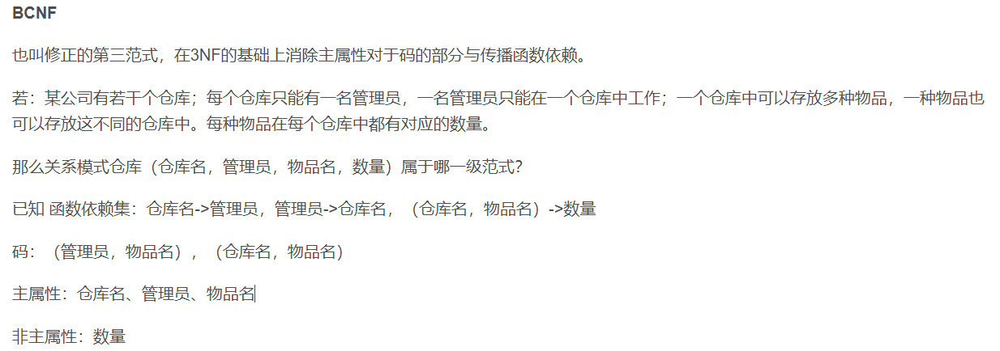 BCNF
也叫修正的第三范式，在3NF的基础上消除主属性对于码的部分与传播函数依赖。
若：某公司有若干个仓库；每个仓库只能有一名管理员，一名管理员只能在一个仓库中工作；一个仓库中可以存放多种物品，一种物品也
可以存放这不同的仓库中。每种物品在每个仓库中都有对应的数量。
那么关系模式仓库（仓库名，管理员，物品名，数量）属于哪一级范式？
已知 函数依赖集：仓库名->管理员，管理员->仓库名，（仓库名，物品名）->数量
码：（管理员，物品名），（仓库名，物品名）
主属性：仓库名、管理员、物品名
非主属性：数量